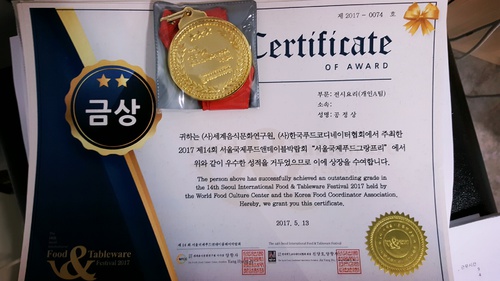 제 2017 - 0074 호
Certificate
OF AWARD
금상
부문: 전시요리(개인A팀)
소속:
성명: 공정상
귀하는 (사)세계음식문화연구원, (사)한국푸드코디네이터협회에서 주최한
2017 제14회 서울국제푸드앤테이블박람회 "서울국제푸드그랑프리" 에서
위와 같이 우수한 성적을 거두었으므로 이에 상장을 수여합니다.
The person above has successfully achieved an outstanding grade in
the 14th Seoul International Food & Tableware Festival 2017 held by
the World Food Culture Center and the Korea Food Coordinator Association.
Hereby, we grant you this certificate.
2017. 5. 13
Food & Tableware
Festival 2017